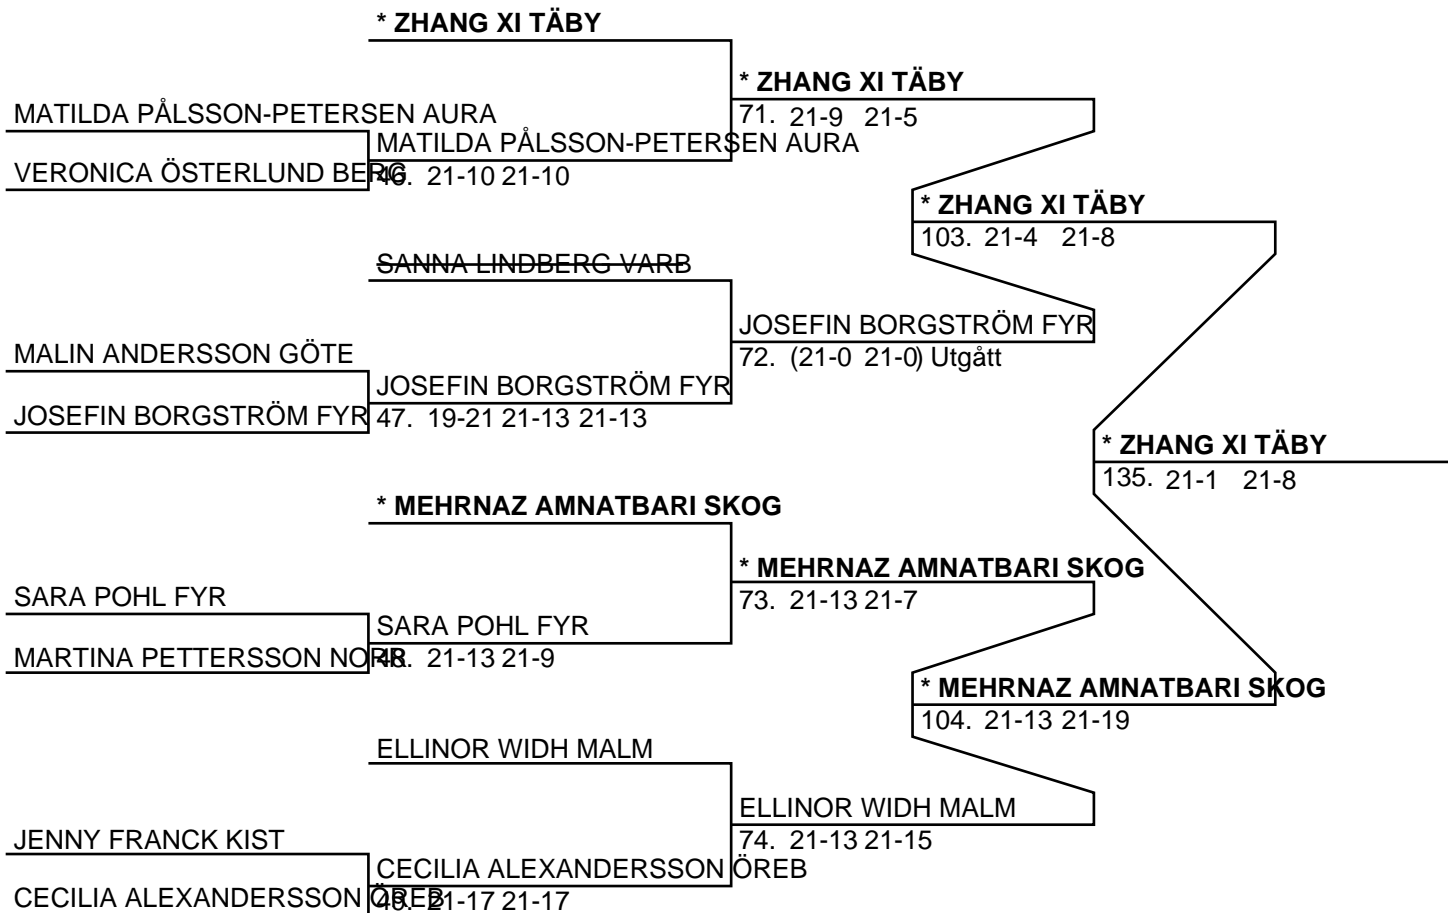 * ZHANG XI TÄBY
* ZHANG XI TÄBY
71. 21-9 21-5
MATILDA PÅLSSON-PETERSEN AURA
MATILDA PÅLSSON-PETERSEN AURA
VERONICA ÖSTERLUND BERG
46. 21-10 21-10
* ZHANG XI TÄBY
103. 21-4 21-8
SANNA LINDBERG VARB
JOSEFIN BORGSTRÖM FYR
72. (21-0 21-0) Utgått
MALIN ANDERSSON GÖTE
JOSEFIN BORGSTRÖM FYR
JOSEFIN BORGSTRÖM FYR
47. 19-21 21-13 21-13
* ZHANG XI TÄBY
135. 21-1 21-8
* MEHRNAZ AMNATBARI SKOG
* MEHRNAZ AMNATBARI SKOG
73. 21-13 21-7
SARA POHL FYR
SARA POHL FYR
MARTINA PETTERSSON NORR
48. 21-13 21-9
* MEHRNAZ AMNATBARI SKOG
104. 21-13 21-19
ELLINOR WIDH MALM
ELLINOR WIDH MALM
74. 21-13 21-15
JENNY FRANCK KIST
CECILIA ALEXANDERSSON ÖREB
CECILIA ALEXANDERSSON ÖREB
49. 21-17 21-17